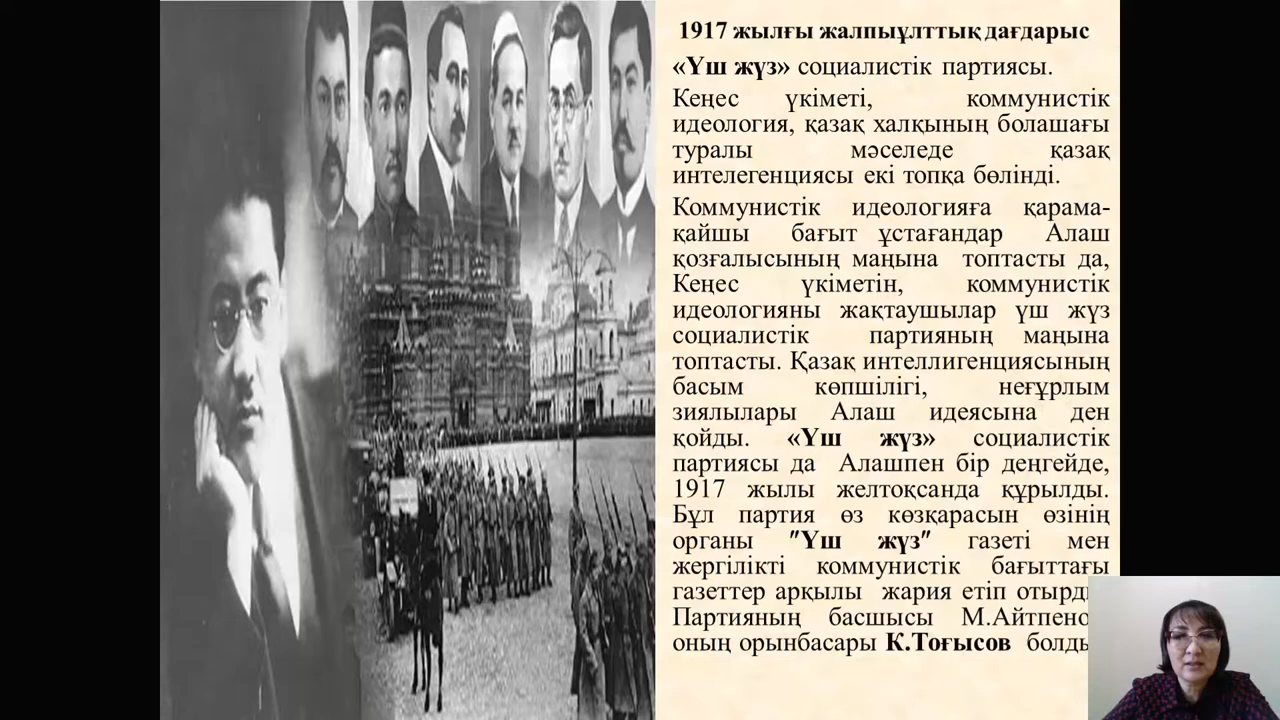 1917 жылғы жалпыұлттық дағдарыс
«Үш жүз» социалистік партиясы.
Кеңес үкіметі, коммунистік
идеология, қазақ халқының болашағы
туралы мәселеде қазақ
интелегенциясы екі топқа бөлінді.
Коммунистік идеологияға қарама-
қайшы бағыт ұстағандар Алаш
қозғалысының маңына топтасты да,
Кеңес үкіметін, коммунистік
идеологияны жақтаушылар үш жүз
социалистік партияның маңына
топтасты. Қазақ интеллигенциясының
басым көпшілігі, неғұрлым
зиялылары Алаш идеясына ден
қойды. «Үш жүз» социалистік
партиясы да Алашпен бір деңгейде,
1917 жылы желтоқсанда құрылды.
Бұл партия өз көзқарасын өзінің
органы "Үш жүз" газеті мен
жергілікті коммунистік бағыттағы
газеттер арқылы жария етіп
Партияның басшысы
оның орынбасары К.Тоғысов